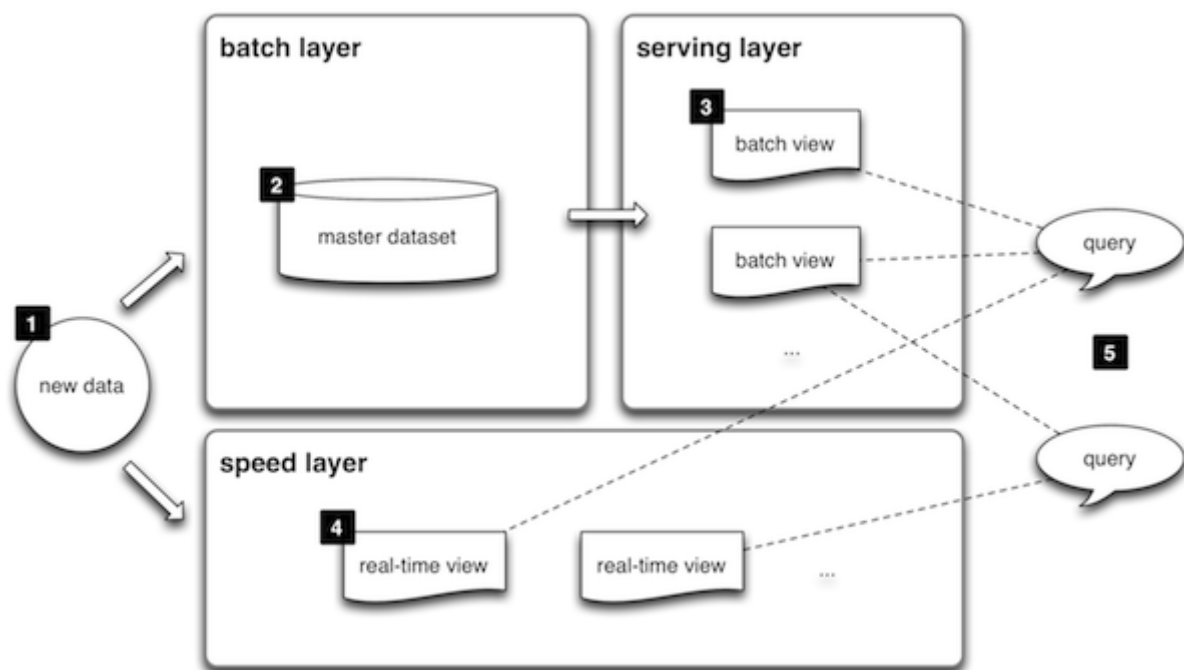 batch layer
serving layer
3
batch view
2
master dataset
batch view
query
1
new data
...
5
speed layer
query
4
real-time view
real-time view
...